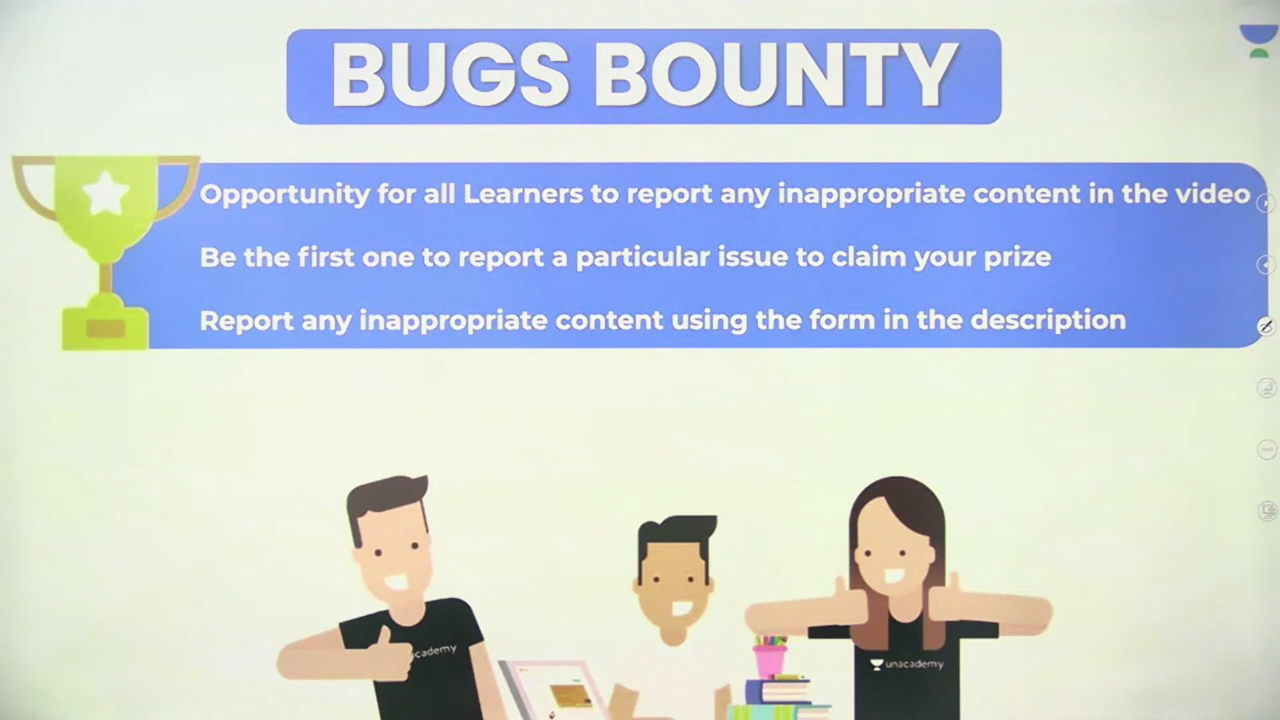 BUGS BOUNTY
Opportunity for all Learners to report any inappropriate content in the video
Be the first one to report a particular issue to claim your prize
Report any inappropriate content using the form in the description
cademy
unacademy